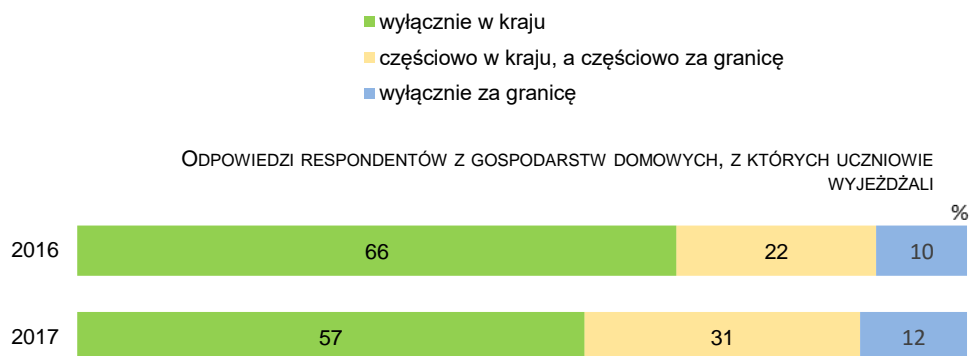 wyłącznie w kraju
częściowo w kraju, a częściowo za granicę
wyłącznie za granicę
ODPOWIEDZI RESPONDENTÓW Z GOSPODARSTW DOMOWYCH, Z KTÓRYCH UCZNIOWIE
WYJEŻDŻALI
%
2016 66 22 10
2017 57 31 12